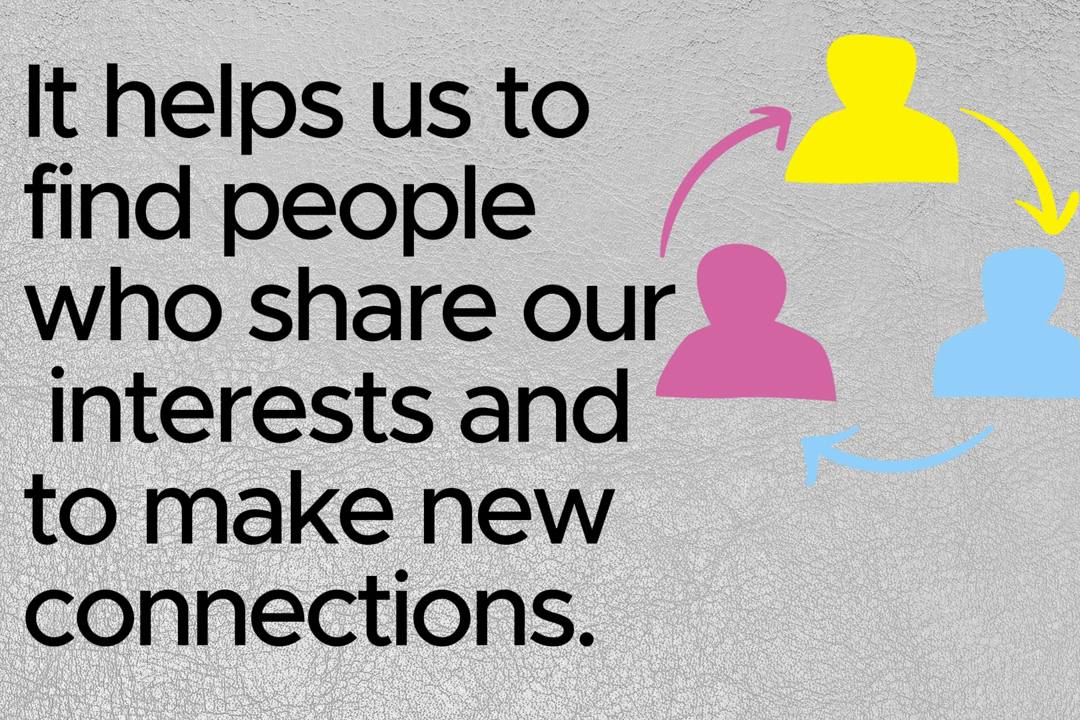 It helps us to
find people
who share our
interests and
to make new
connections.